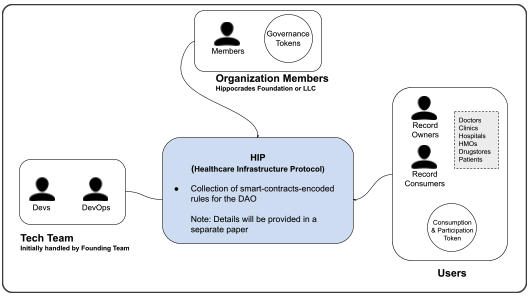 Members
Governance
Tokens
Organization Members
Hippocrades Foundation or LLC
HIP
(Healthcare Infrastructure Protocol)
● Collection of smart-contracts-encoded
rules for the DAO
Note: Details will be provided in a
separate paper
Devs
DevOps
Tech Team
Initially handled by Founding Team
Record
Owners
Record
Consumers
Doctors
Clinics
Hospitals
HMOs
Drugstores
Patients
Consumption
& Participation
Token
Users